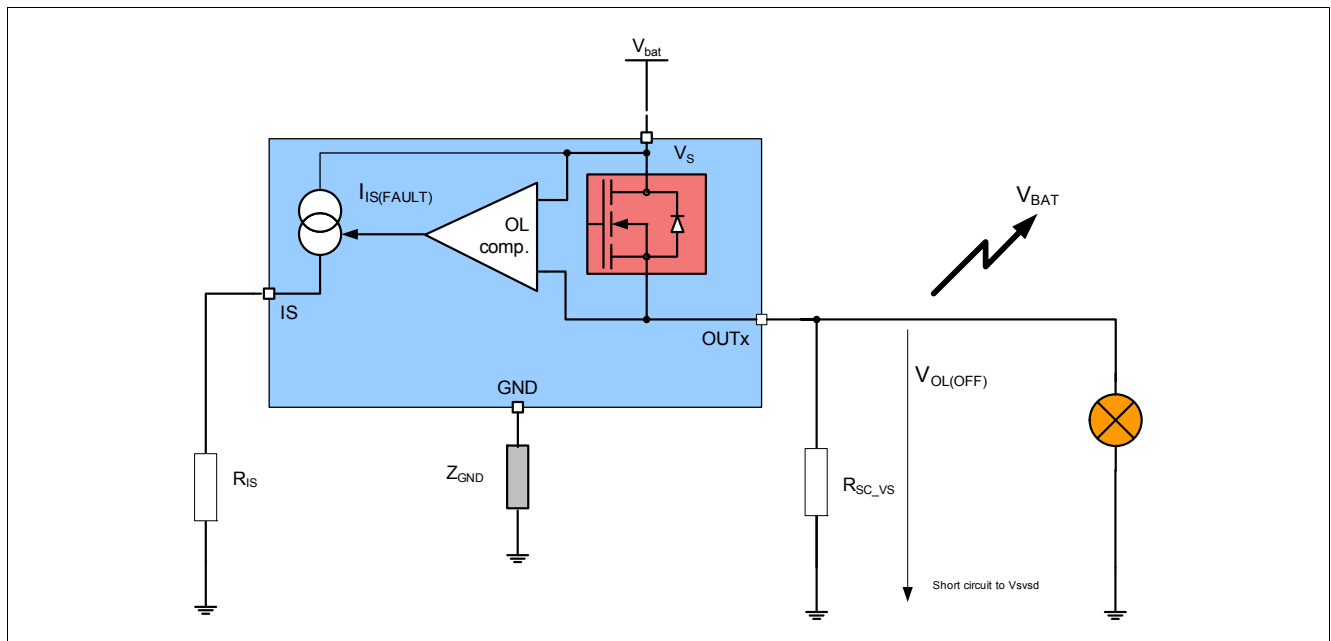 Vbat
VS
IIS(FAULT)
OL
comp.
VBAT
IS
OUTx
VOL(OFF)
GND
ZGND
RIS
RSC_VS
Short circuit to Vsvsd